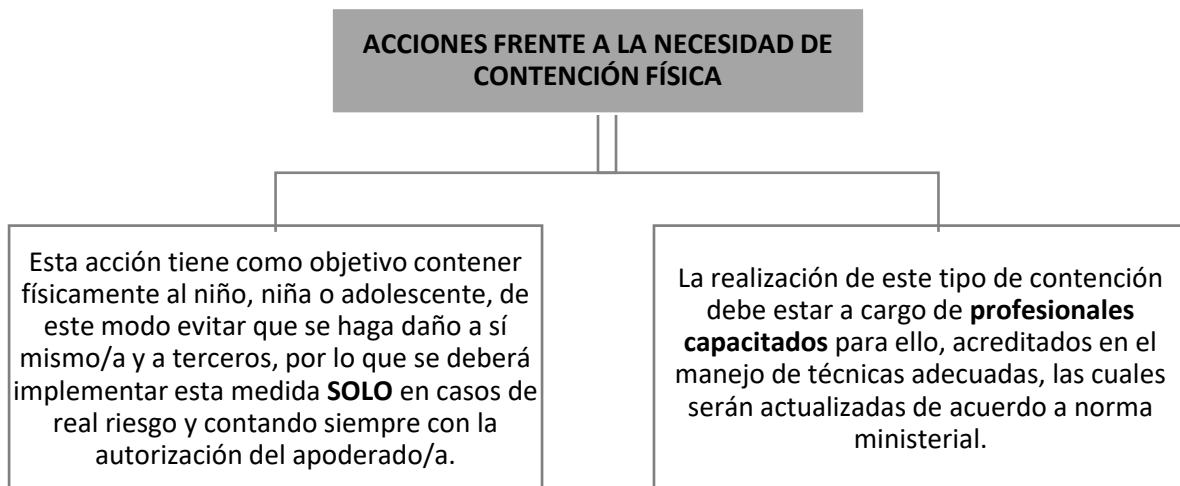 ACCIONES FRENTE A LA NECESIDAD DE
CONTENCIÓN FÍSICA
Esta acción tiene como objetivo contener
físicamente al niño, niña o adolescente, de
este modo evitar que se haga daño a sí
mismo/a y a terceros, por lo que se deberá
implementar esta medida SOLO en casos de
real riesgo y contando siempre con la
autorización del apoderado/a.
La realización de este tipo de contención
debe estar a cargo de profesionales
capacitados para ello, acreditados en el
manejo de técnicas adecuadas, las cuales
serán actualizadas de acuerdo a norma
ministerial.